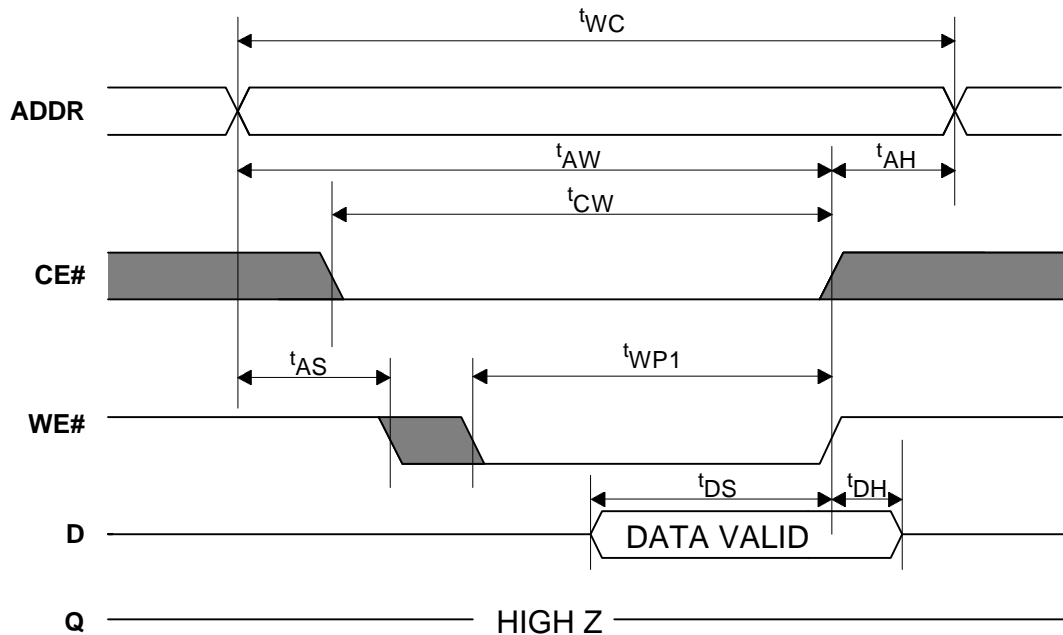 tWC
ADDR
tAW
tAH
tCW
CE#
tAS
tWP1
WE#
tDS
tDH
D
DATA VALID
Q
HIGH Z